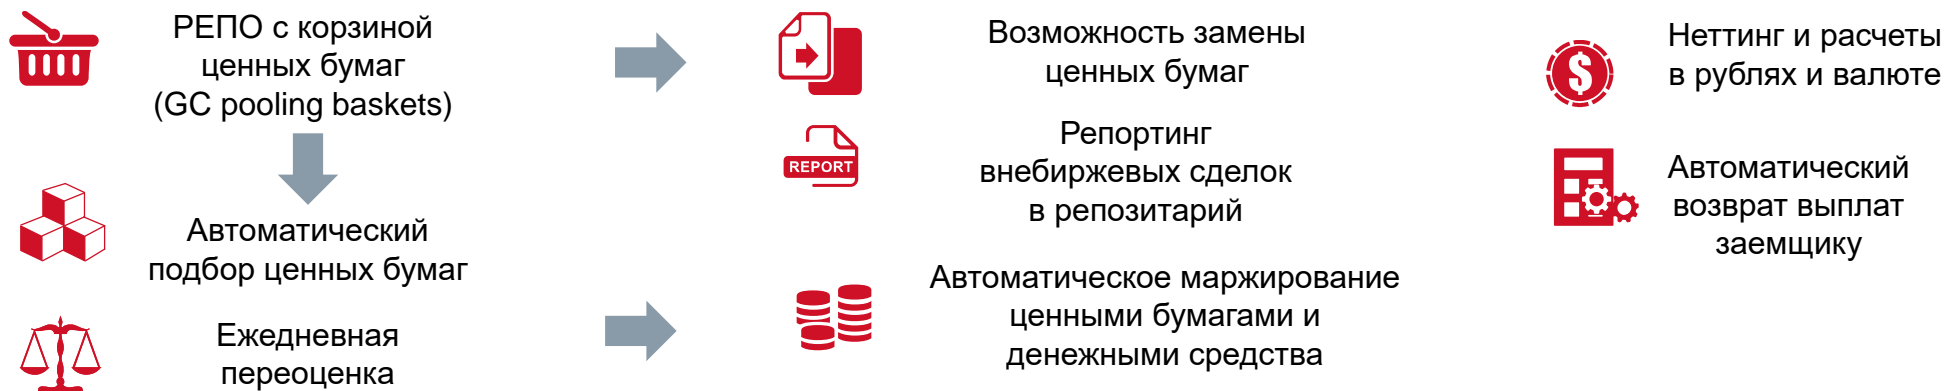 РЕПО с корзиной
ценных бумаг
(GC pooling baskets)
Автоматический
подбор ценных бумаг
Ежедневная
переоценка
Возможность замены
ценных бумаг
REPORT
Репортинг
внебиржевых сделок
в репозитарий
Автоматическое маржирование
ценными бумагами и
денежными средства
$
Неттинг и расчеты
в рублях и валюте
Автоматический
возврат выплат
заемщику